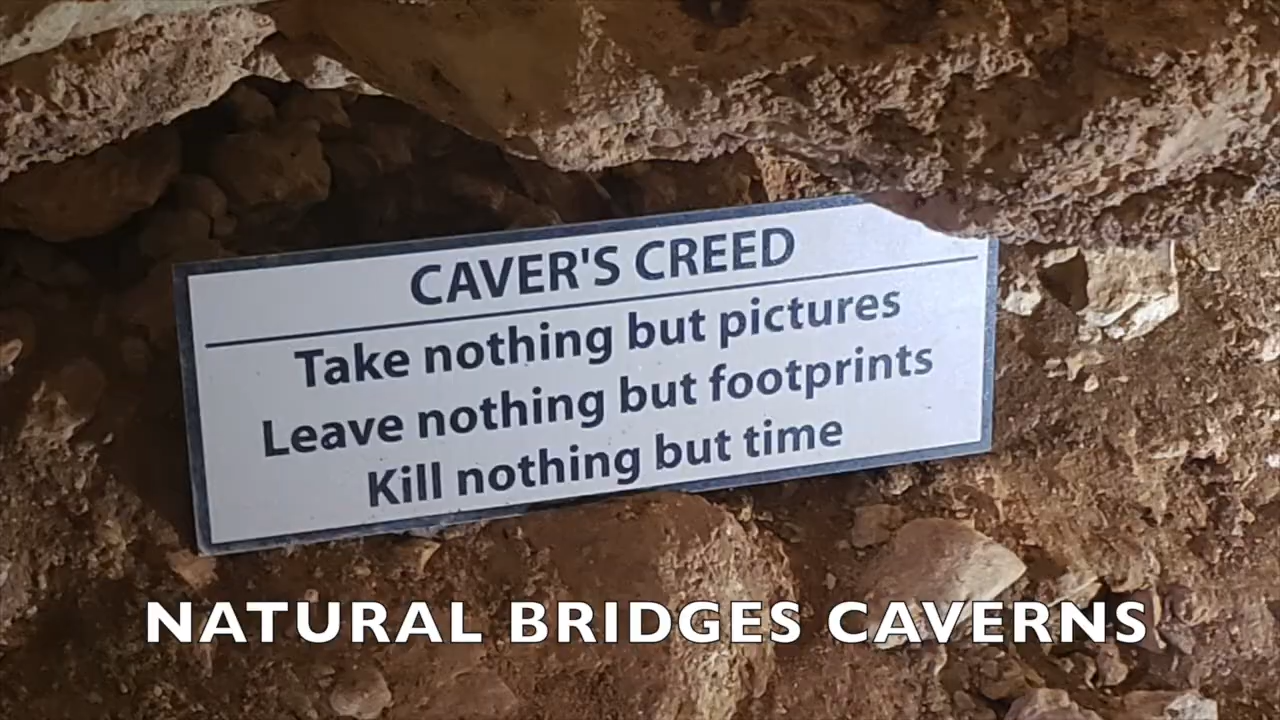 CAVER'S CREED
Take nothing but pictures
Leave nothing but footprints
Kill nothing but time
NATURAL BRIDGES CAVERNS